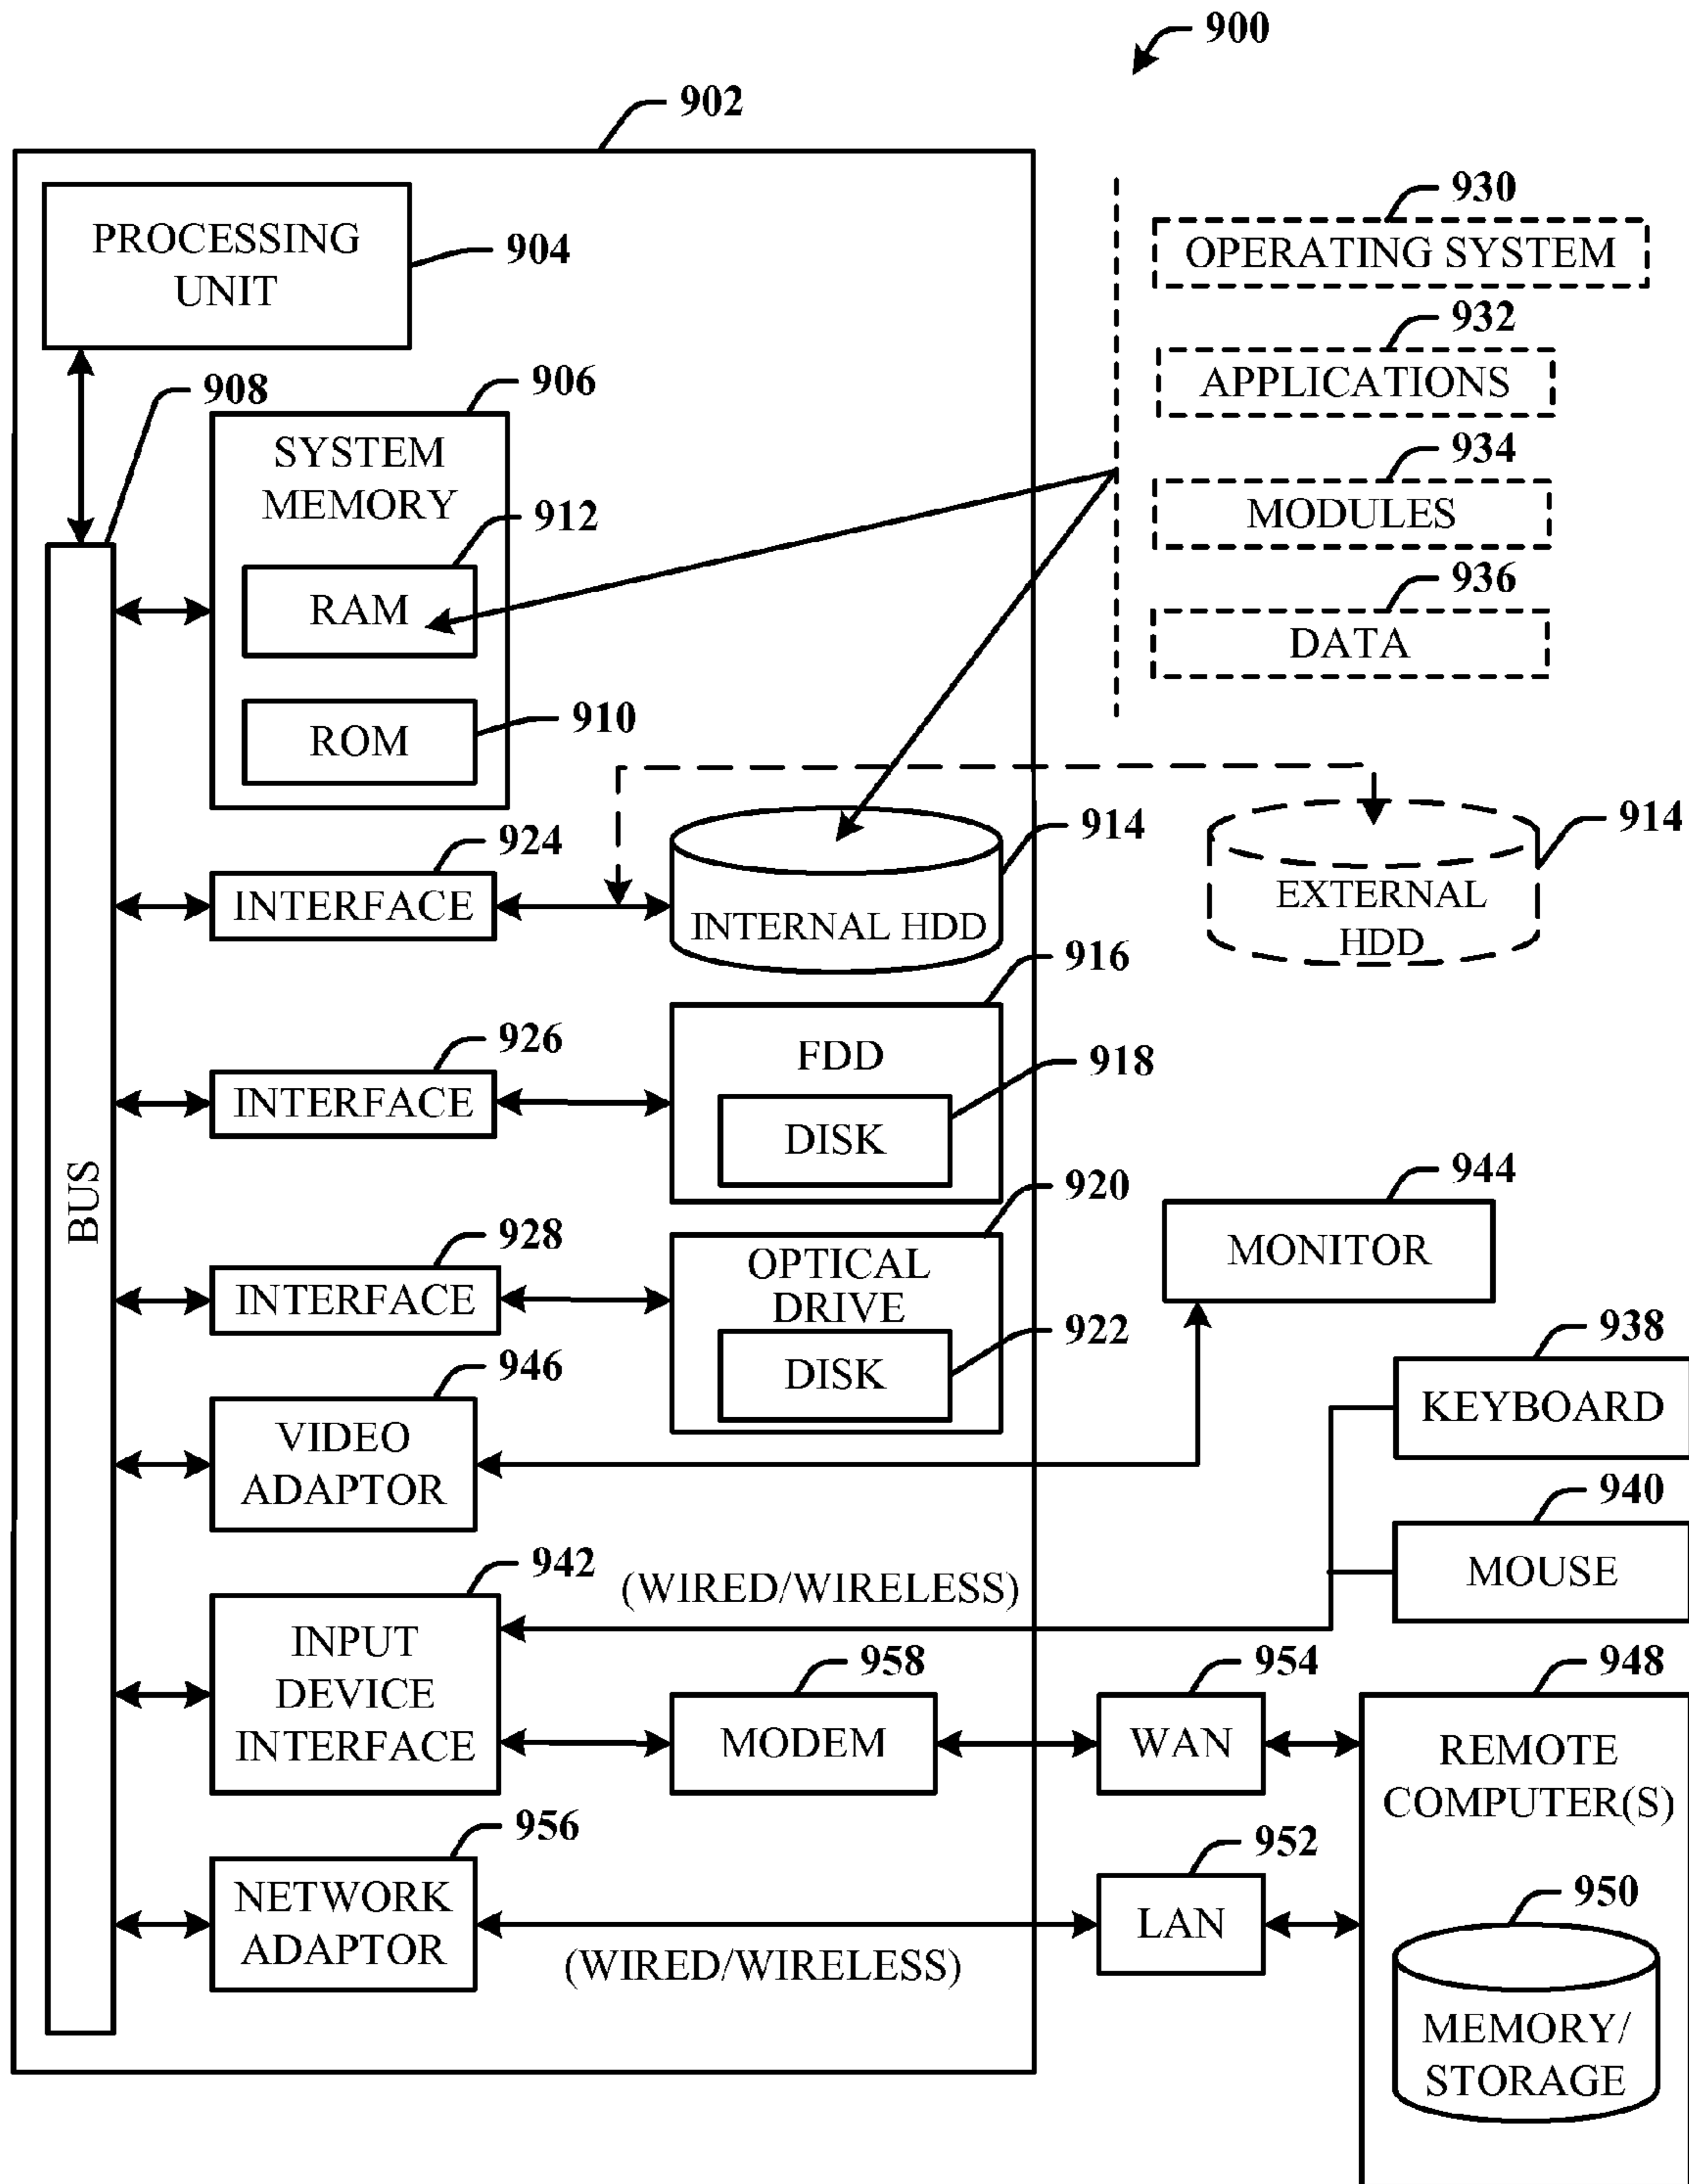 900
902
PROCESSING
UNIT
904
930
OPERATING SYSTEM
932
APPLICATIONS
934
MODULES
936
DATA
908
906
SYSTEM
MEMORY
912
RAM
910
ROM
924
INTERFACE
914
INTERNAL HDD
914
EXTERNAL
HDD
916
926
INTERFACE
FDD
918
DISK
BUS
920
928
INTERFACE
OPTICAL
DRIVE
922
DISK
944
MONITOR
938
KEYBOARD
946
VIDEO
ADAPTOR
940
MOUSE
942
(WIRED/WIRELESS)
INPUT
DEVICE
INTERFACE
958
MODEM
954
WAN
948
REMOTE
COMPUTER(S)
956
NETWORK
ADAPTOR
(WIRED/WIRELESS)
952
LAN
950
MEMORY/
STORAGE